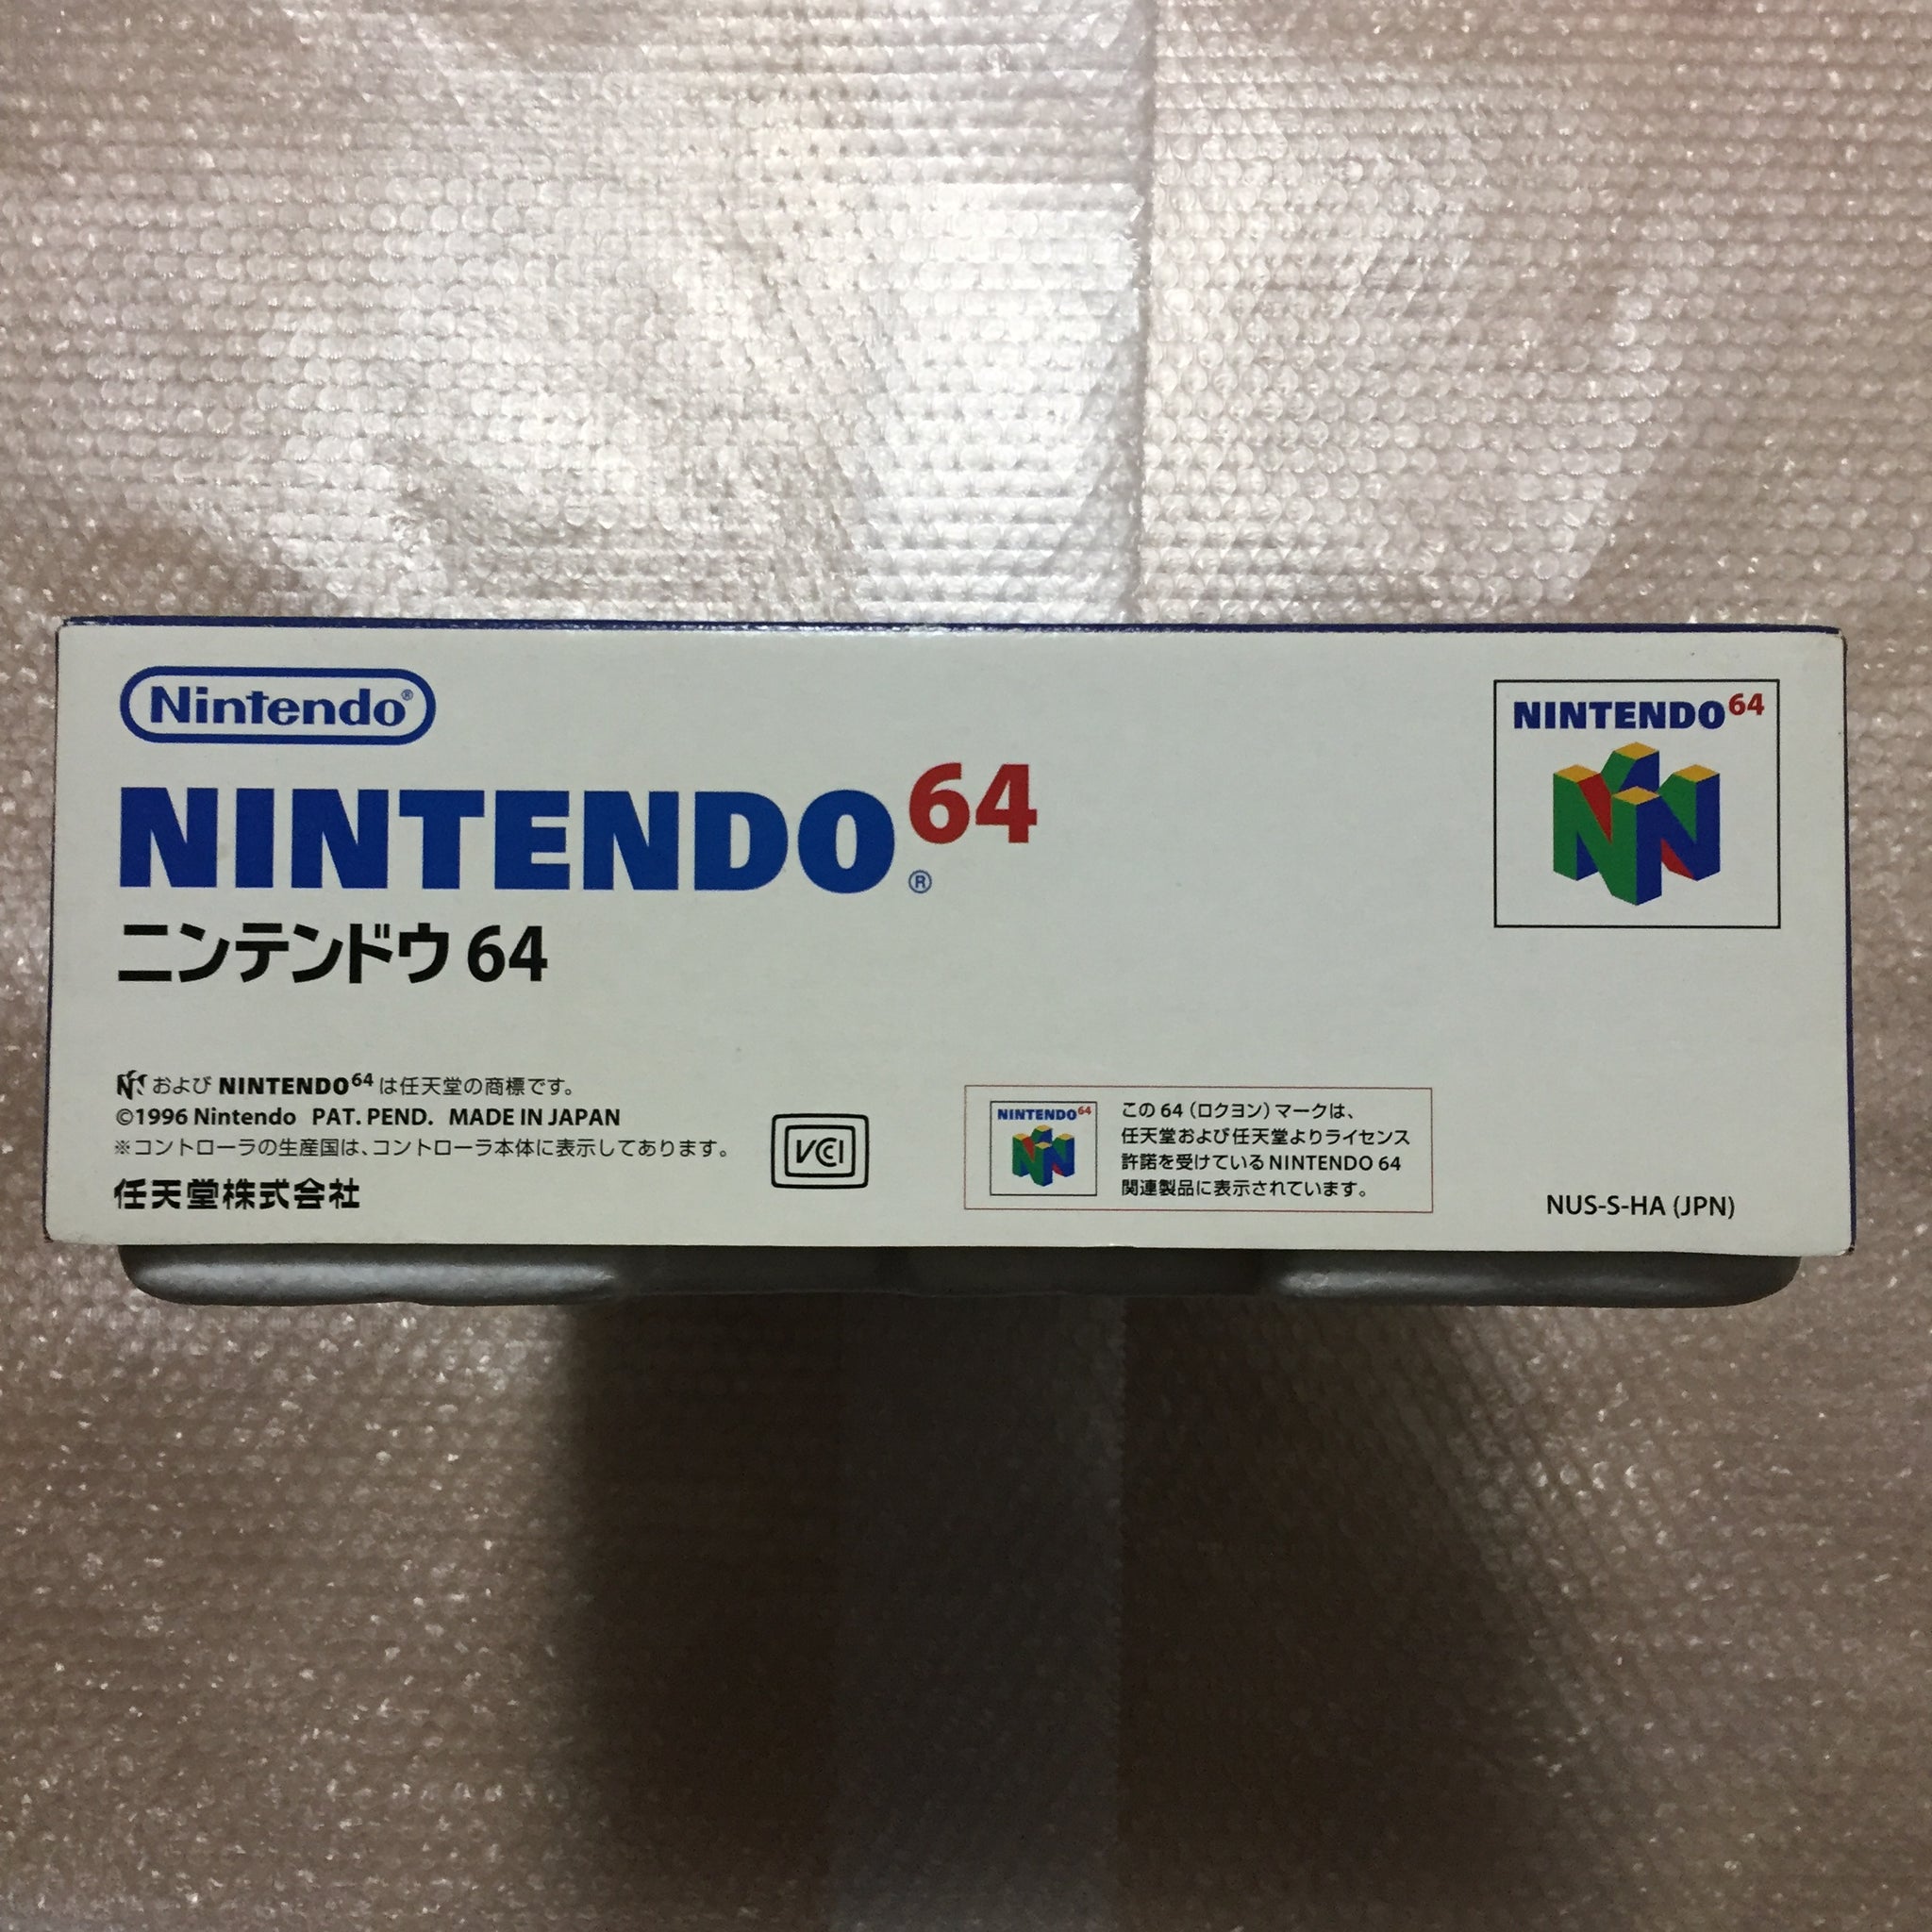 Nintendo®
NINTENDO64®
ニンテンドウ64
NINTENDO64
および NINTENDO64 は任天堂の商標です。
©1996 Nintendo PAT. PEND. MADE IN JAPAN
※コントローラの生産国は、コントローラ本体に表示してあります。
任天堂株式会社
VCCI
NINTENDO64
この64(ロクヨン)マークは、
任天堂および任天堂よりライセンス
許諾を受けているNINTENDO 64
関連製品に表示されています。
NUS-S-HA (JPN)